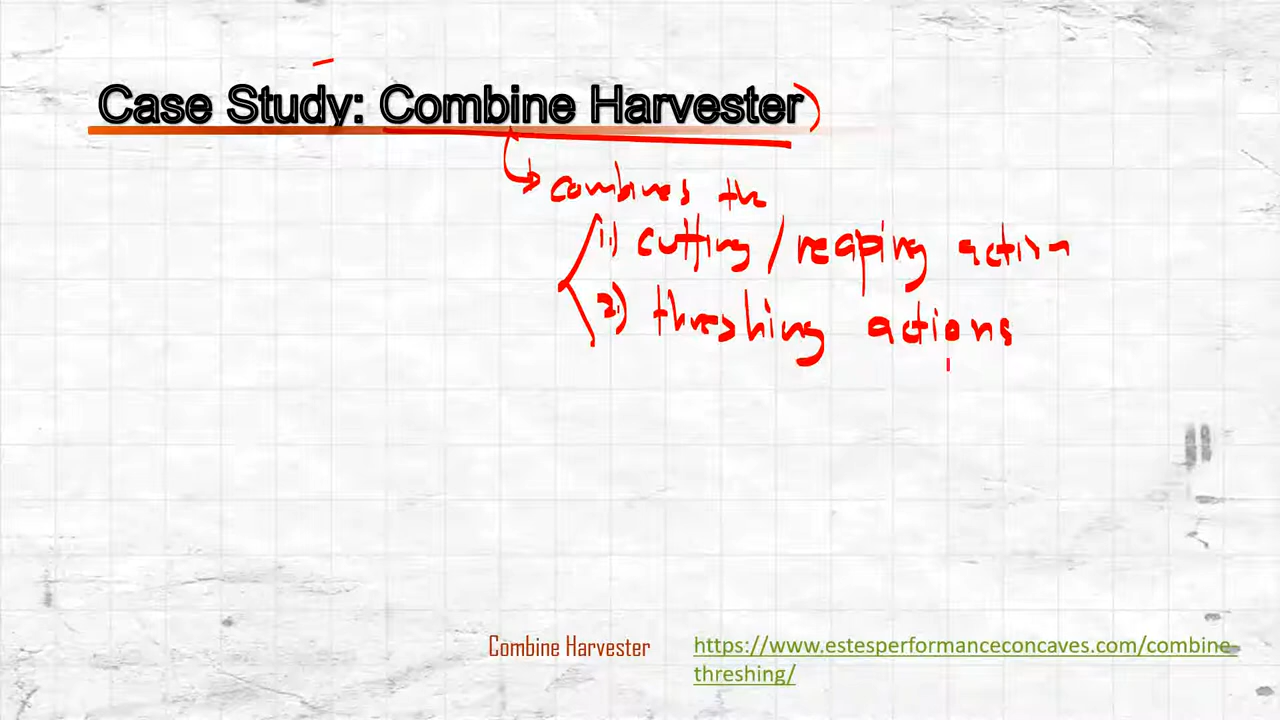 Case Study: Combine Harvester)
combines the
1.) cutting / reaping action
2.) threshing actions
Combine Harvester
https://www.estesperformanceconcaves.com/combine-
threshing/